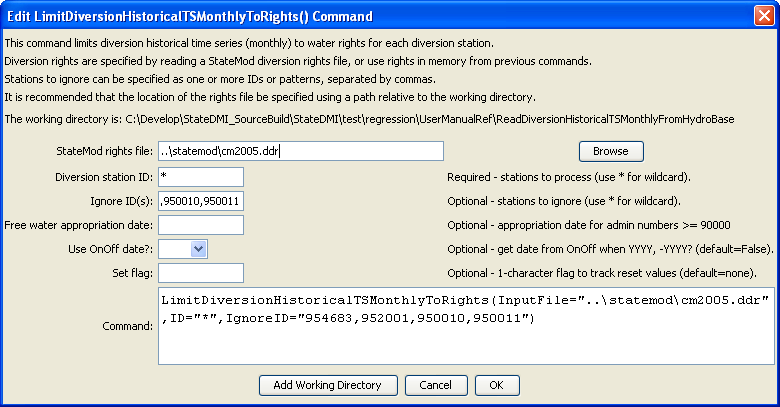 Edit LimitDiversionHistoricalTSMonthlyToRights() Command
This command limits diversion historical time series (monthly) to water rights for each diversion station.
Diversion rights are specified by reading a StateMod diversion rights file, or use rights in memory from previous commands.
Stations to ignore can be specified as one or more IDs or patterns, separated by commas.
It is recommended that the location of the rights file be specified using a path relative to the working directory.
The working directory is: C:\Develop\StateDMI_SourceBuild\StateDMI\test\regression\UserManualRef\ReadDiversionHistoricalTSMonthlyFromHydroBase
StateMod rights file: ..\statemod\cm2005.ddr Browse
Diversion station ID: * Required - stations to process (use * for wildcard).
Ignore ID(s): ,950010,950011 Optional - stations to ignore (use * for wildcard).
Free water appropriation date: Optional - appropriation date for admin numbers >= 90000
Use OnOff date?: Optional - get date from OnOff when YYYY, -YYYY? (default=False).
Set flag: Optional - 1-character flag to track reset values (default=none).
Command: LimitDiversionHistoricalTSMonthlyToRights(InputFile="..\statemod\cm2005.ddr"
,ID="*",IgnoreID="954683,952001,950010,950011")
Add Working Directory Cancel OK